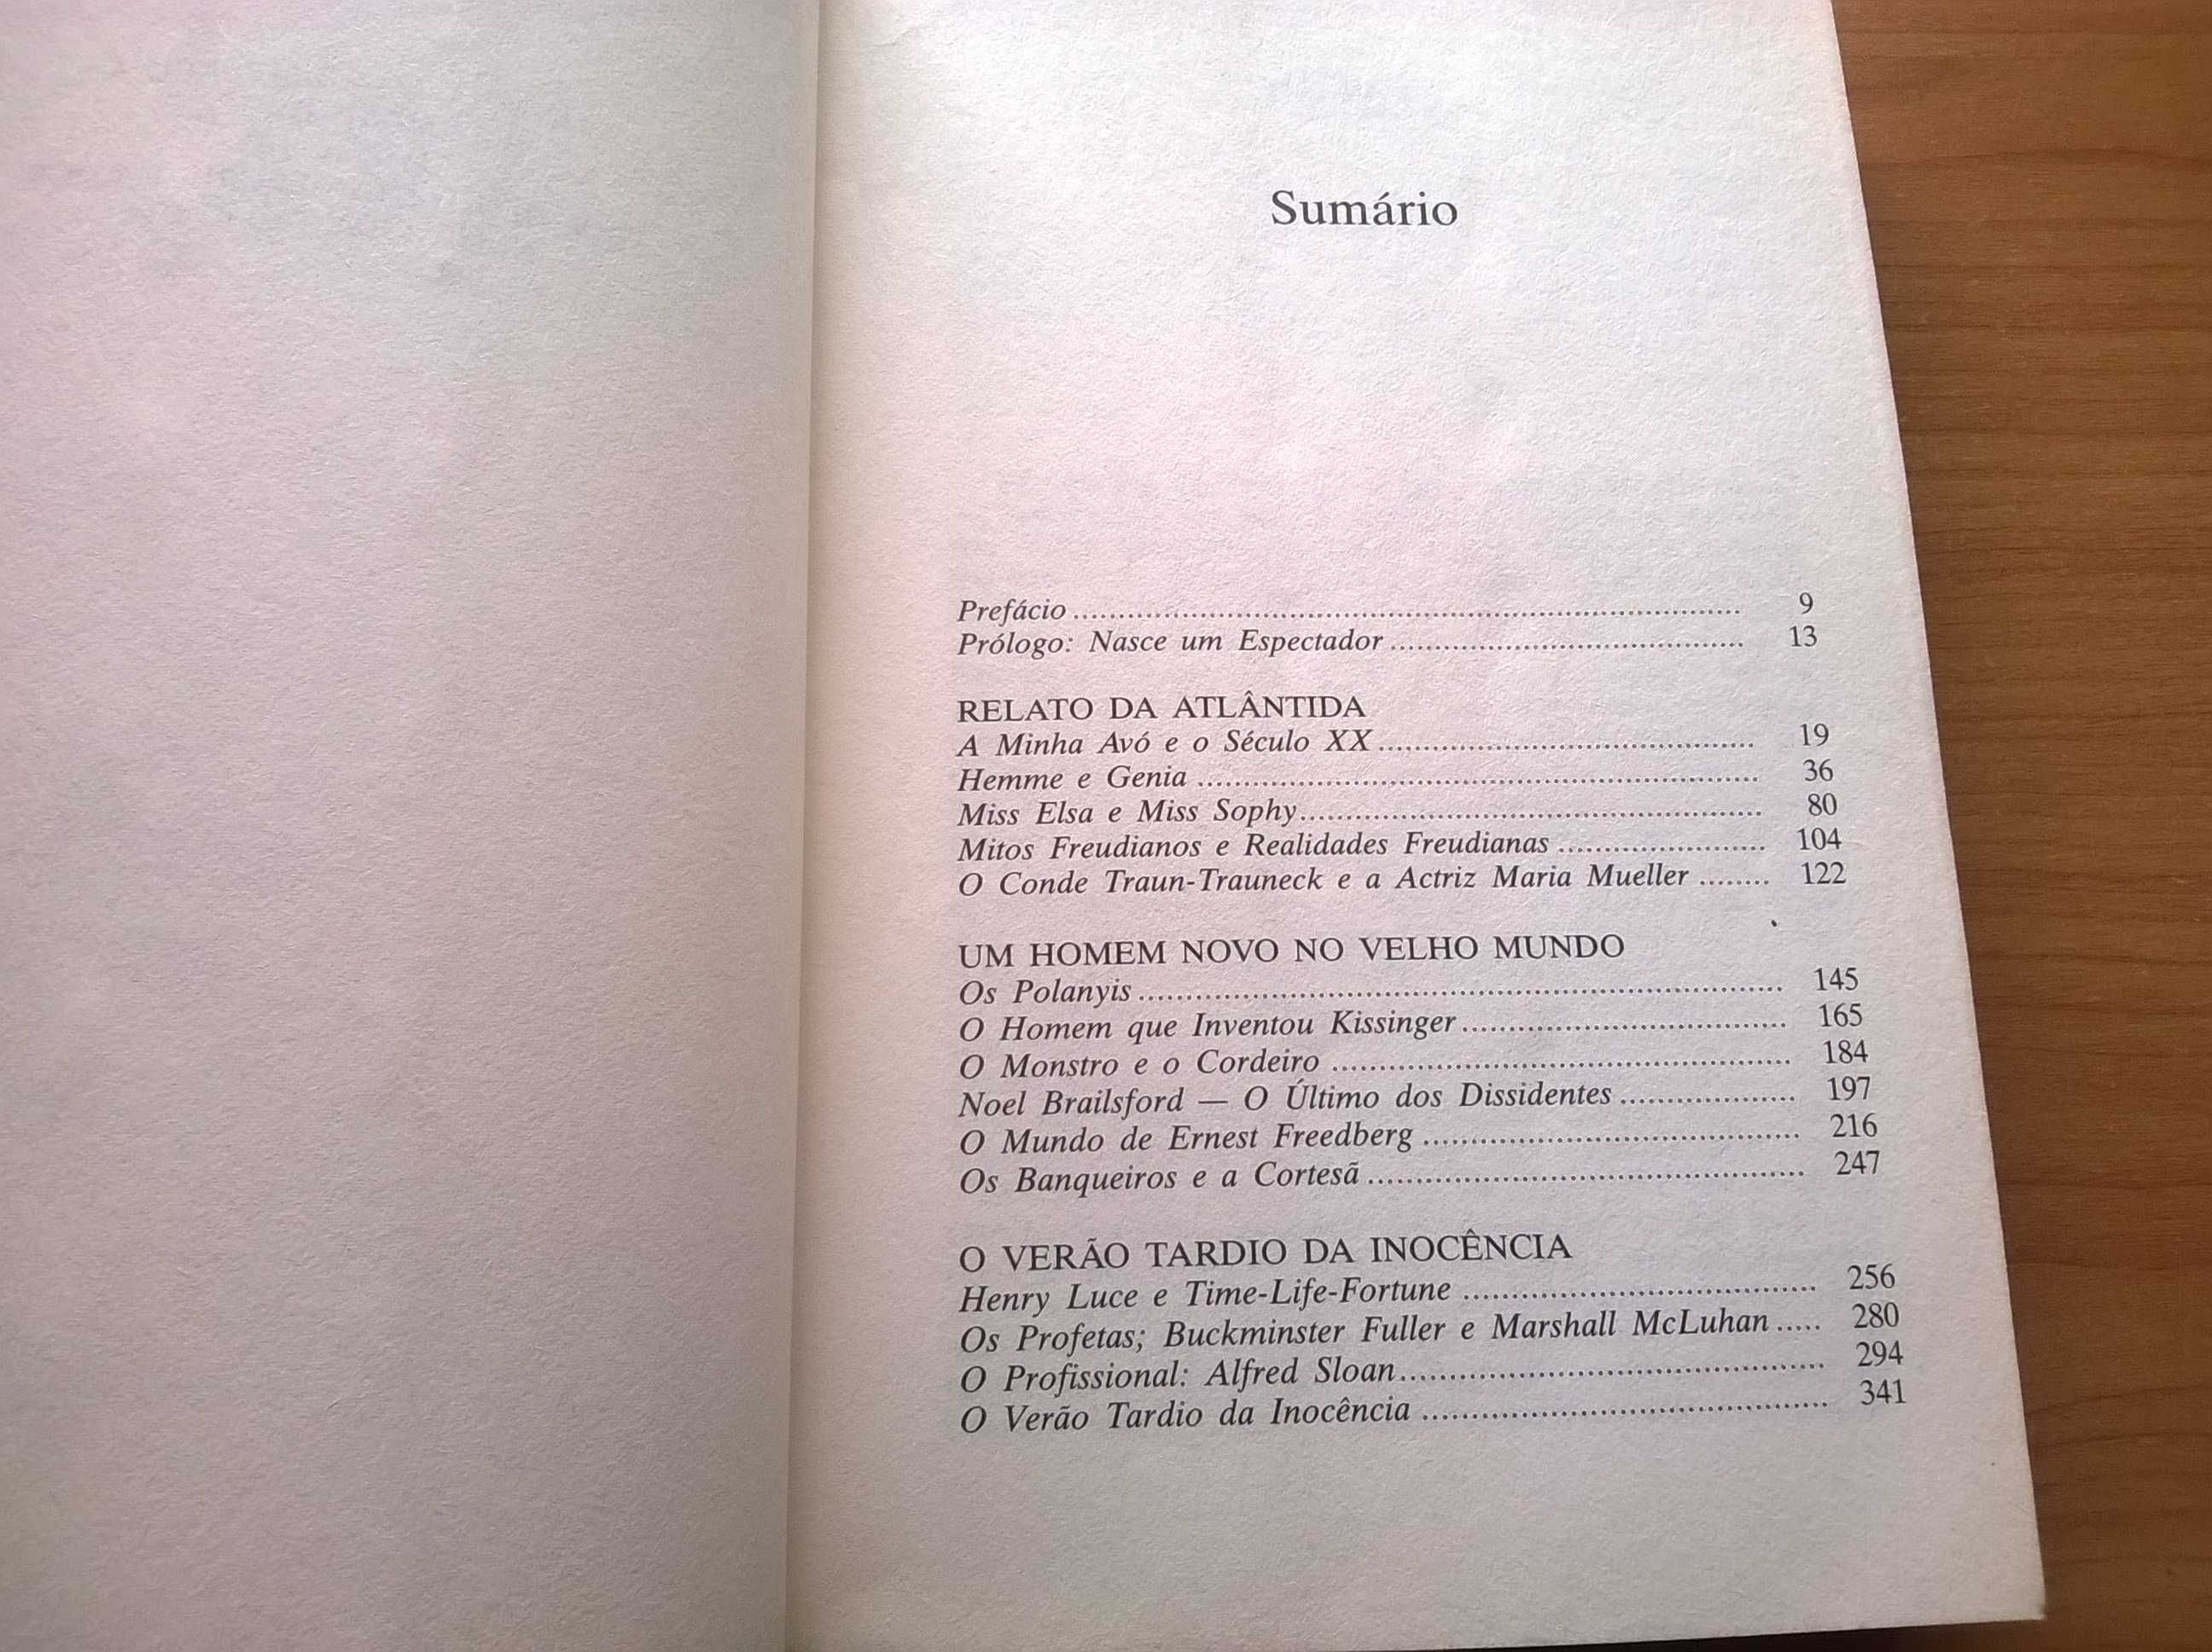 Sumário
Prefácio ........ 9
Prólogo: Nasce um Espectador ........ 13
RELATO DA ATLÂNTIDA
A Minha Avó e o Século XX ........ 19
Hemme e Genia ........ 36
Miss Elsa e Miss Sophy ........ 80
Mitos Freudianos e Realidades Freudianas ........ 104
O Conde Traun-Trauneck e a Actriz Maria Mueller ........ 122
UM HOMEM NOVO NO VELHO MUNDO
Os Polanyis ........ 145
O Homem que Inventou Kissinger ........ 165
O Monstro e o Cordeiro ........ 184
Noel Brailsford — O Último dos Dissidentes ........ 197
O Mundo de Ernest Freedberg ........ 216
Os Banqueiros e a Cortesã ........ 247
O VERÃO TARDIO DA INOCÊNCIA
Henry Luce e Time-Life-Fortune ........ 256
Os Profetas; Buckminster Fuller e Marshall McLuhan ..... 280
O Profissional: Alfred Sloan ........ 294
O Verão Tardio da Inocência ........ 341